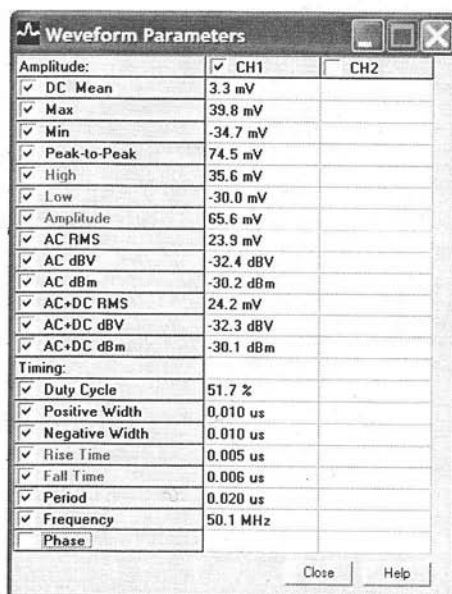 Waveform Parameters
Amplitude: CH1 CH2
DC Mean 3.3 mV
Max 39.8 mV
Min -34.7 mV
Peak-to-Peak 74.5 mV
High 35.6 mV
Low -30.0 mV
Amplitude 65.6 mV
AC RMS 23.9 mV
AC dBV -32.4 dBV
AC dBm -30.2 dBm
AC+DC RMS 24.2 mV
AC+DC dBV -32.3 dBV
AC+DC dBm -30.1 dBm
Timing:
Duty Cycle 51.7 %
Positive Width 0.010 us
Negative Width 0.010 us
Rise Time 0.005 us
Fall Time 0.006 us
Period 0.020 us
Frequency 50.1 MHz
Phase
Close Help